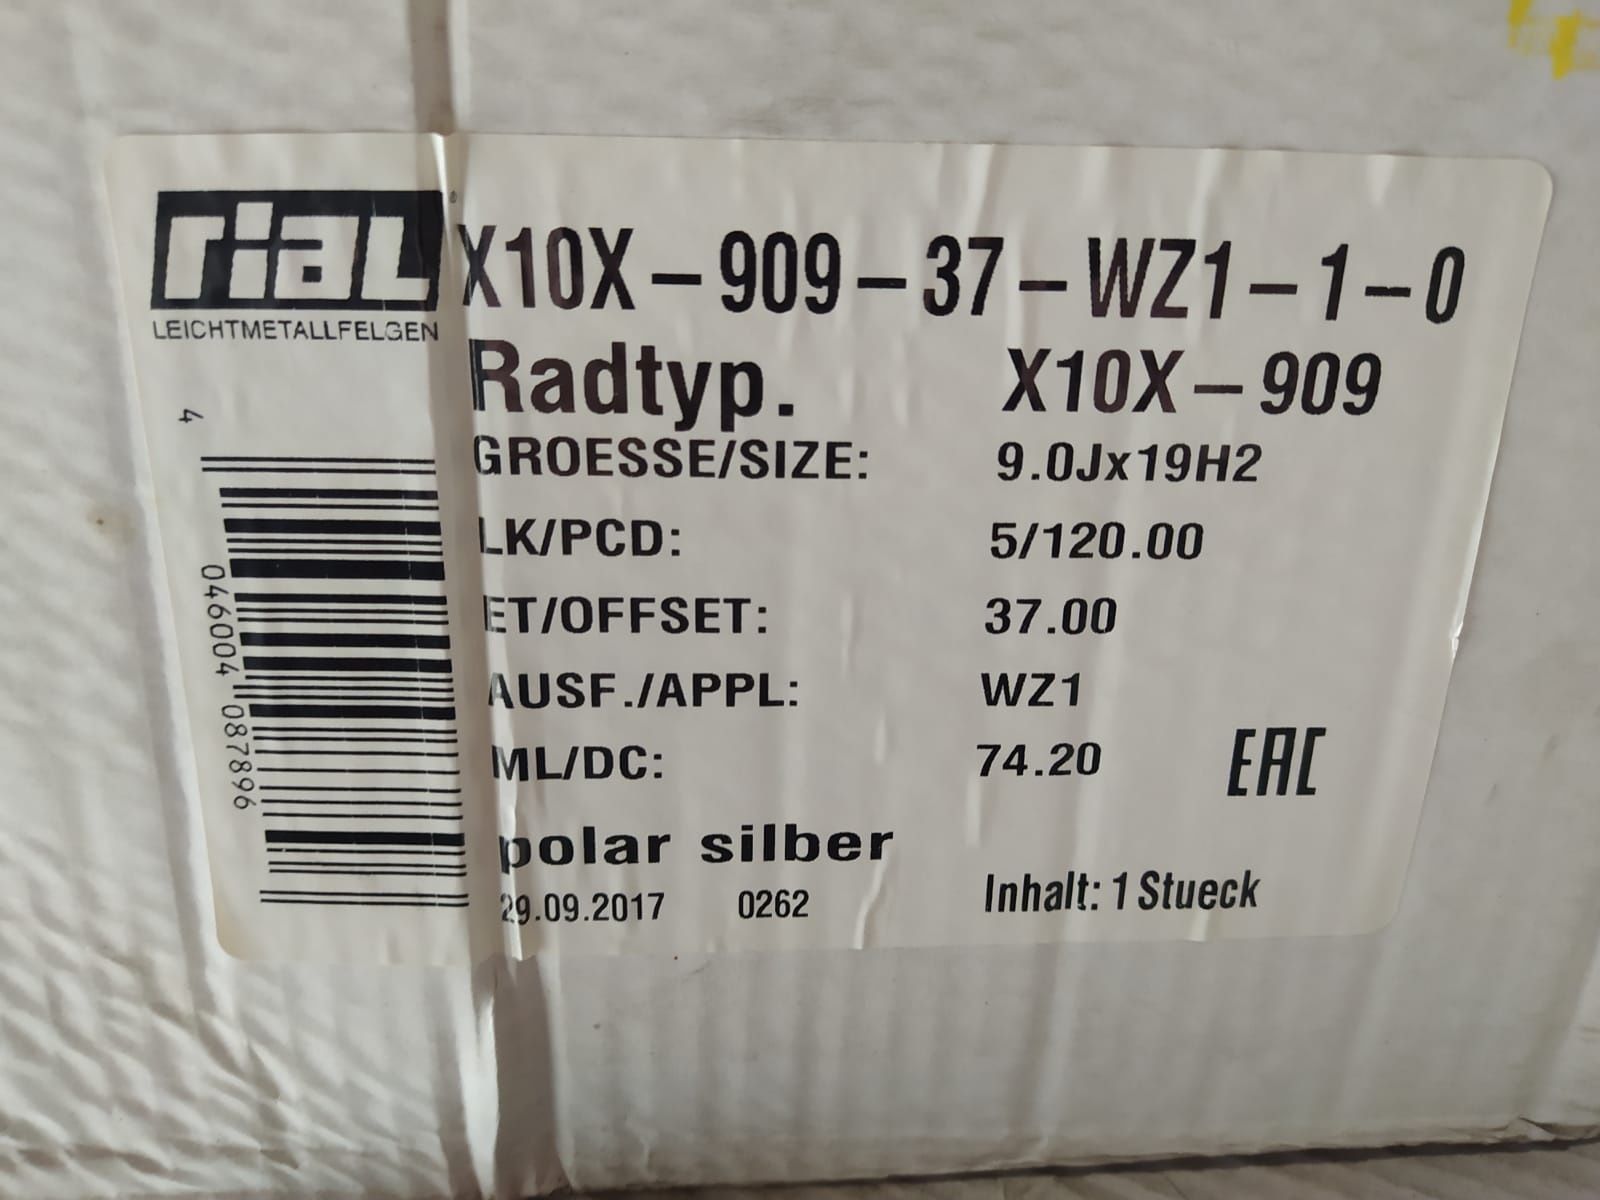 rial
LEICHTMETALLFELGEN
X10X-909-37-WZ1-1-0
Radtyp. X10X-909
GROESSE/SIZE: 9.0Jx19H2
LK/PCD: 5/120.00
ET/OFFSET: 37.00
AUSF./APPL: WZ1
ML/DC: 74.20
EAC
polar silber
29.09.2017 0262
Inhalt: 1 Stueck
4 046004 087896